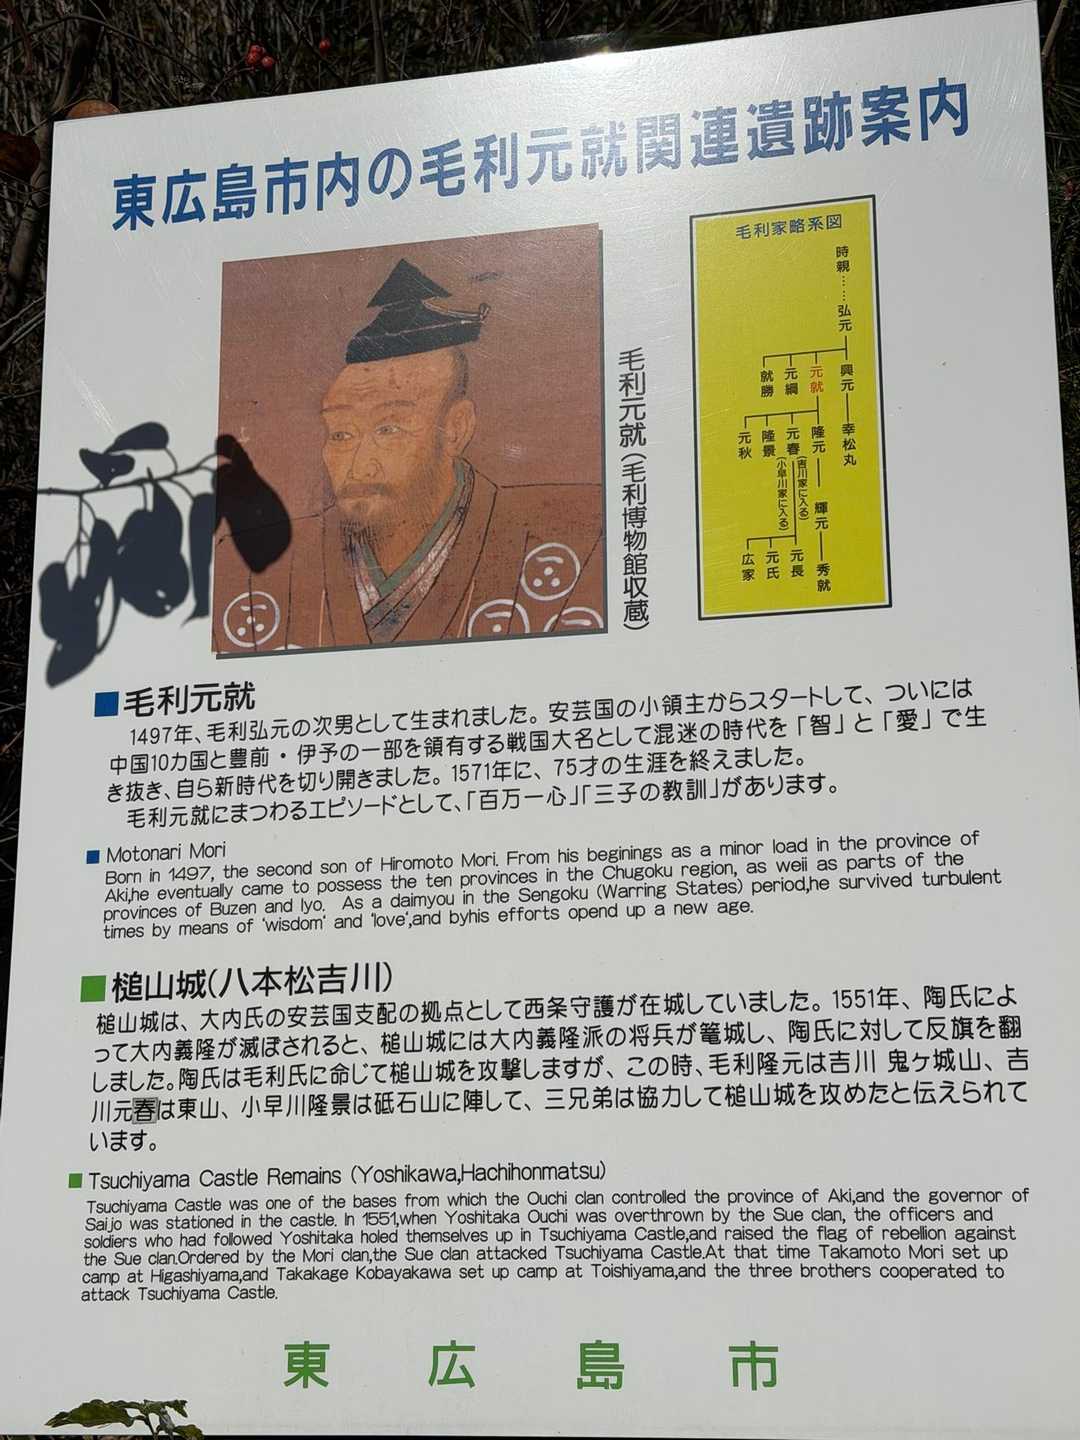 東広島市内の毛利元就関連遺跡案内
毛利家略系図
時親……弘元
興元
幸松丸
元就
元綱
就勝
隆元
輝元
秀就
元春
(吉川家に入る)
隆景
(小早川家に入る)
元秋
元長
元氏
広家
毛利元就(毛利博物館収蔵)
■毛利元就
1497年、毛利弘元の次男として生まれました。安芸国の小領主からスタートして、ついには
中国10カ国と豊前・伊予の一部を領有する戦国大名として混迷の時代を「智」と「愛」で生
き抜き、自ら新時代を切り開きました。1571年に、75才の生涯を終えました。
毛利元就にまつわるエピソードとして、「百万一心」「三子の教訓」があります。
■ Motonari Mori
Born in 1497, the second son of Hiromoto Mori. From his beginings as a minor load in the province of
Aki,he eventually came to possess the ten provinces in the Chugoku region, as weii as parts of the
provinces of Buzen and Iyo. As a daimyou in the Sengoku (Warring States) period,he survived turbulent
times by means of 'wisdom' and 'love',and byhis efforts opend up a new age.
■槌山城(八本松吉川)
槌山城は、大内氏の安芸国支配の拠点として西条守護が在城していました。1551年、陶氏によ
って大内義隆が滅ぼされると、槌山城には大内義隆派の将兵が篭城し、陶氏に対して反旗を翻
しました。陶氏は毛利氏に命じて槌山城を攻撃しますが、この時、毛利隆元は吉川 鬼ヶ城山、吉
川元春は東山、小早川隆景は砥石山に陣して、三兄弟は協力して槌山城を攻めたと伝えられて
います。
■ Tsuchiyama Castle Remains (Yoshikawa,Hachihonmatsu)
Tsuchiyama Castle was one of the bases from which the Ouchi clan controlled the province of Aki,and the governor of
Saijo was stationed in the castle. In 1551,when Yoshitaka Ouchi was overthrown by the Sue clan, the officers and
soldiers who had followed Yoshitaka holed themselves up in Tsuchiyama Castle,and raised the flag of rebellion against
the Sue clan.Ordered by the Mori clan,the Sue clan attacked Tsuchiyama Castle.At that time Takamoto Mori set up
camp at Higashiyama,and Takakage Kobayakawa set up camp at Toishiyama,and the three brothers cooperated to
attack Tsuchiyama Castle.
東広島市